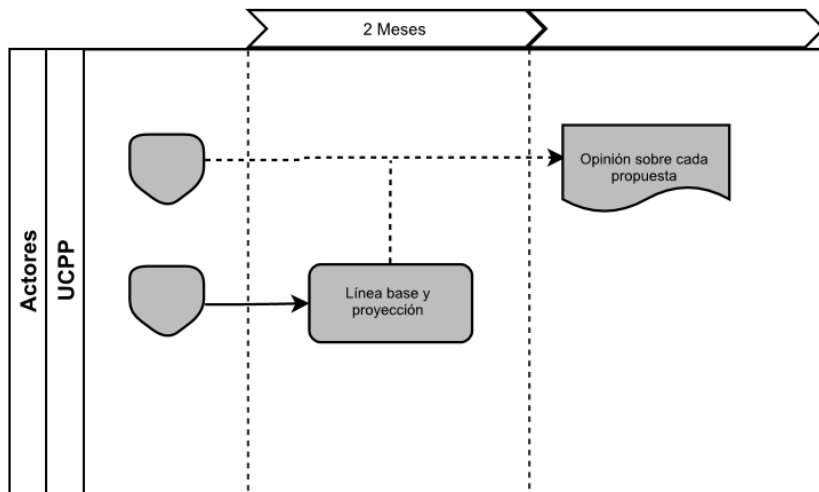 2 Meses
Actores
UCPP
Opinión sobre cada
propuesta
Línea base y
proyección